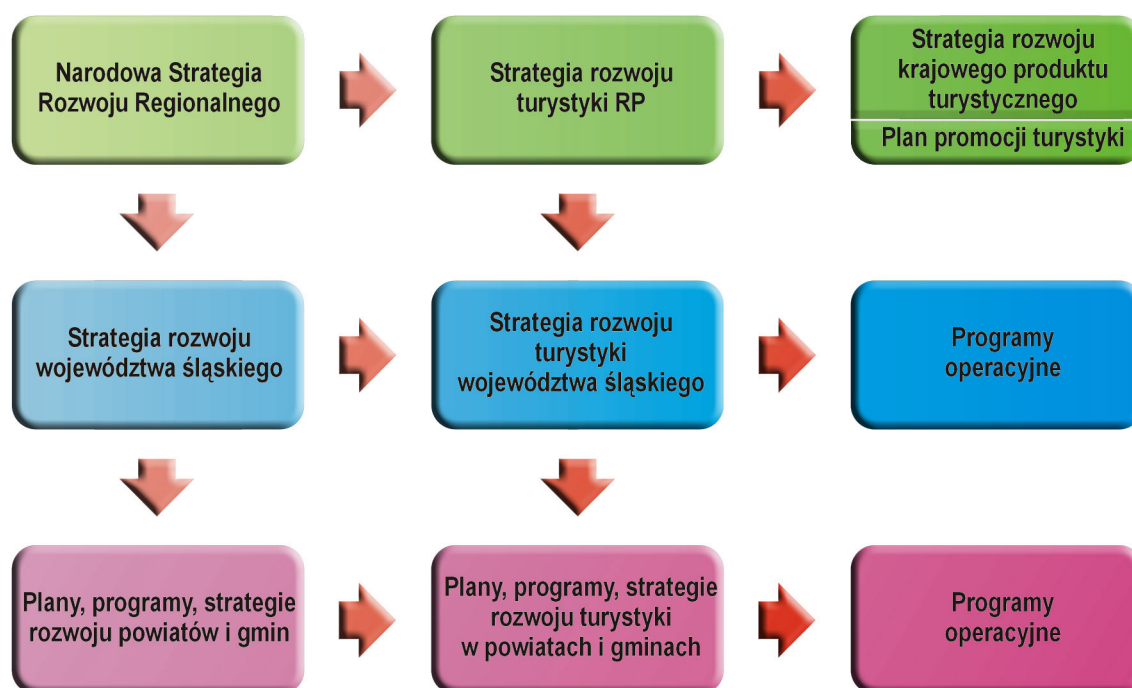 Narodowa Strategia
Rozwoju Regionalnego
Strategia rozwoju
turystyki RP
Strategia rozwoju
krajowego produktu
turystycznego
Plan promocji turystyki
Strategia rozwoju
województwa śląskiego
Strategia rozwoju
turystyki
województwa śląskiego
Programy
operacyjne
Plany, programy, strategie
rozwoju powiatów i gmin
Plany, programy, strategie
rozwoju turystyki
w powiatach i gminach
Programy
operacyjne